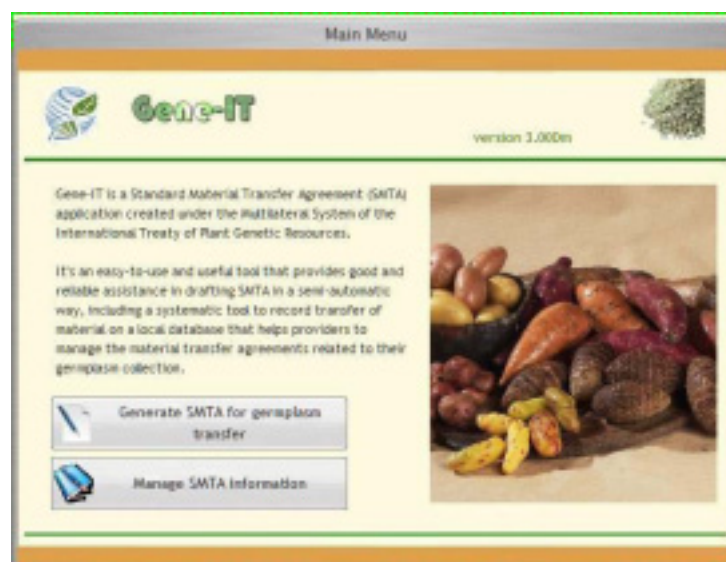 Main Menu
Gene-IT
version 3.000m
Gene-IT is a Standard Material Transfer Agreement (SMTA)
application created under the Multilateral System of the
International Treaty of Plant Genetic Resources.
It's an easy-to-use and useful tool that provides good and
reliable assistance in drafting SMTA in a semi-automatic
way, including a systematic tool to record transfer of
material on a local database that helps providers to
manage the material transfer agreements related to their
germplasm collection.
Generate SMTA for germplasm
transfer
Manage SMTA information